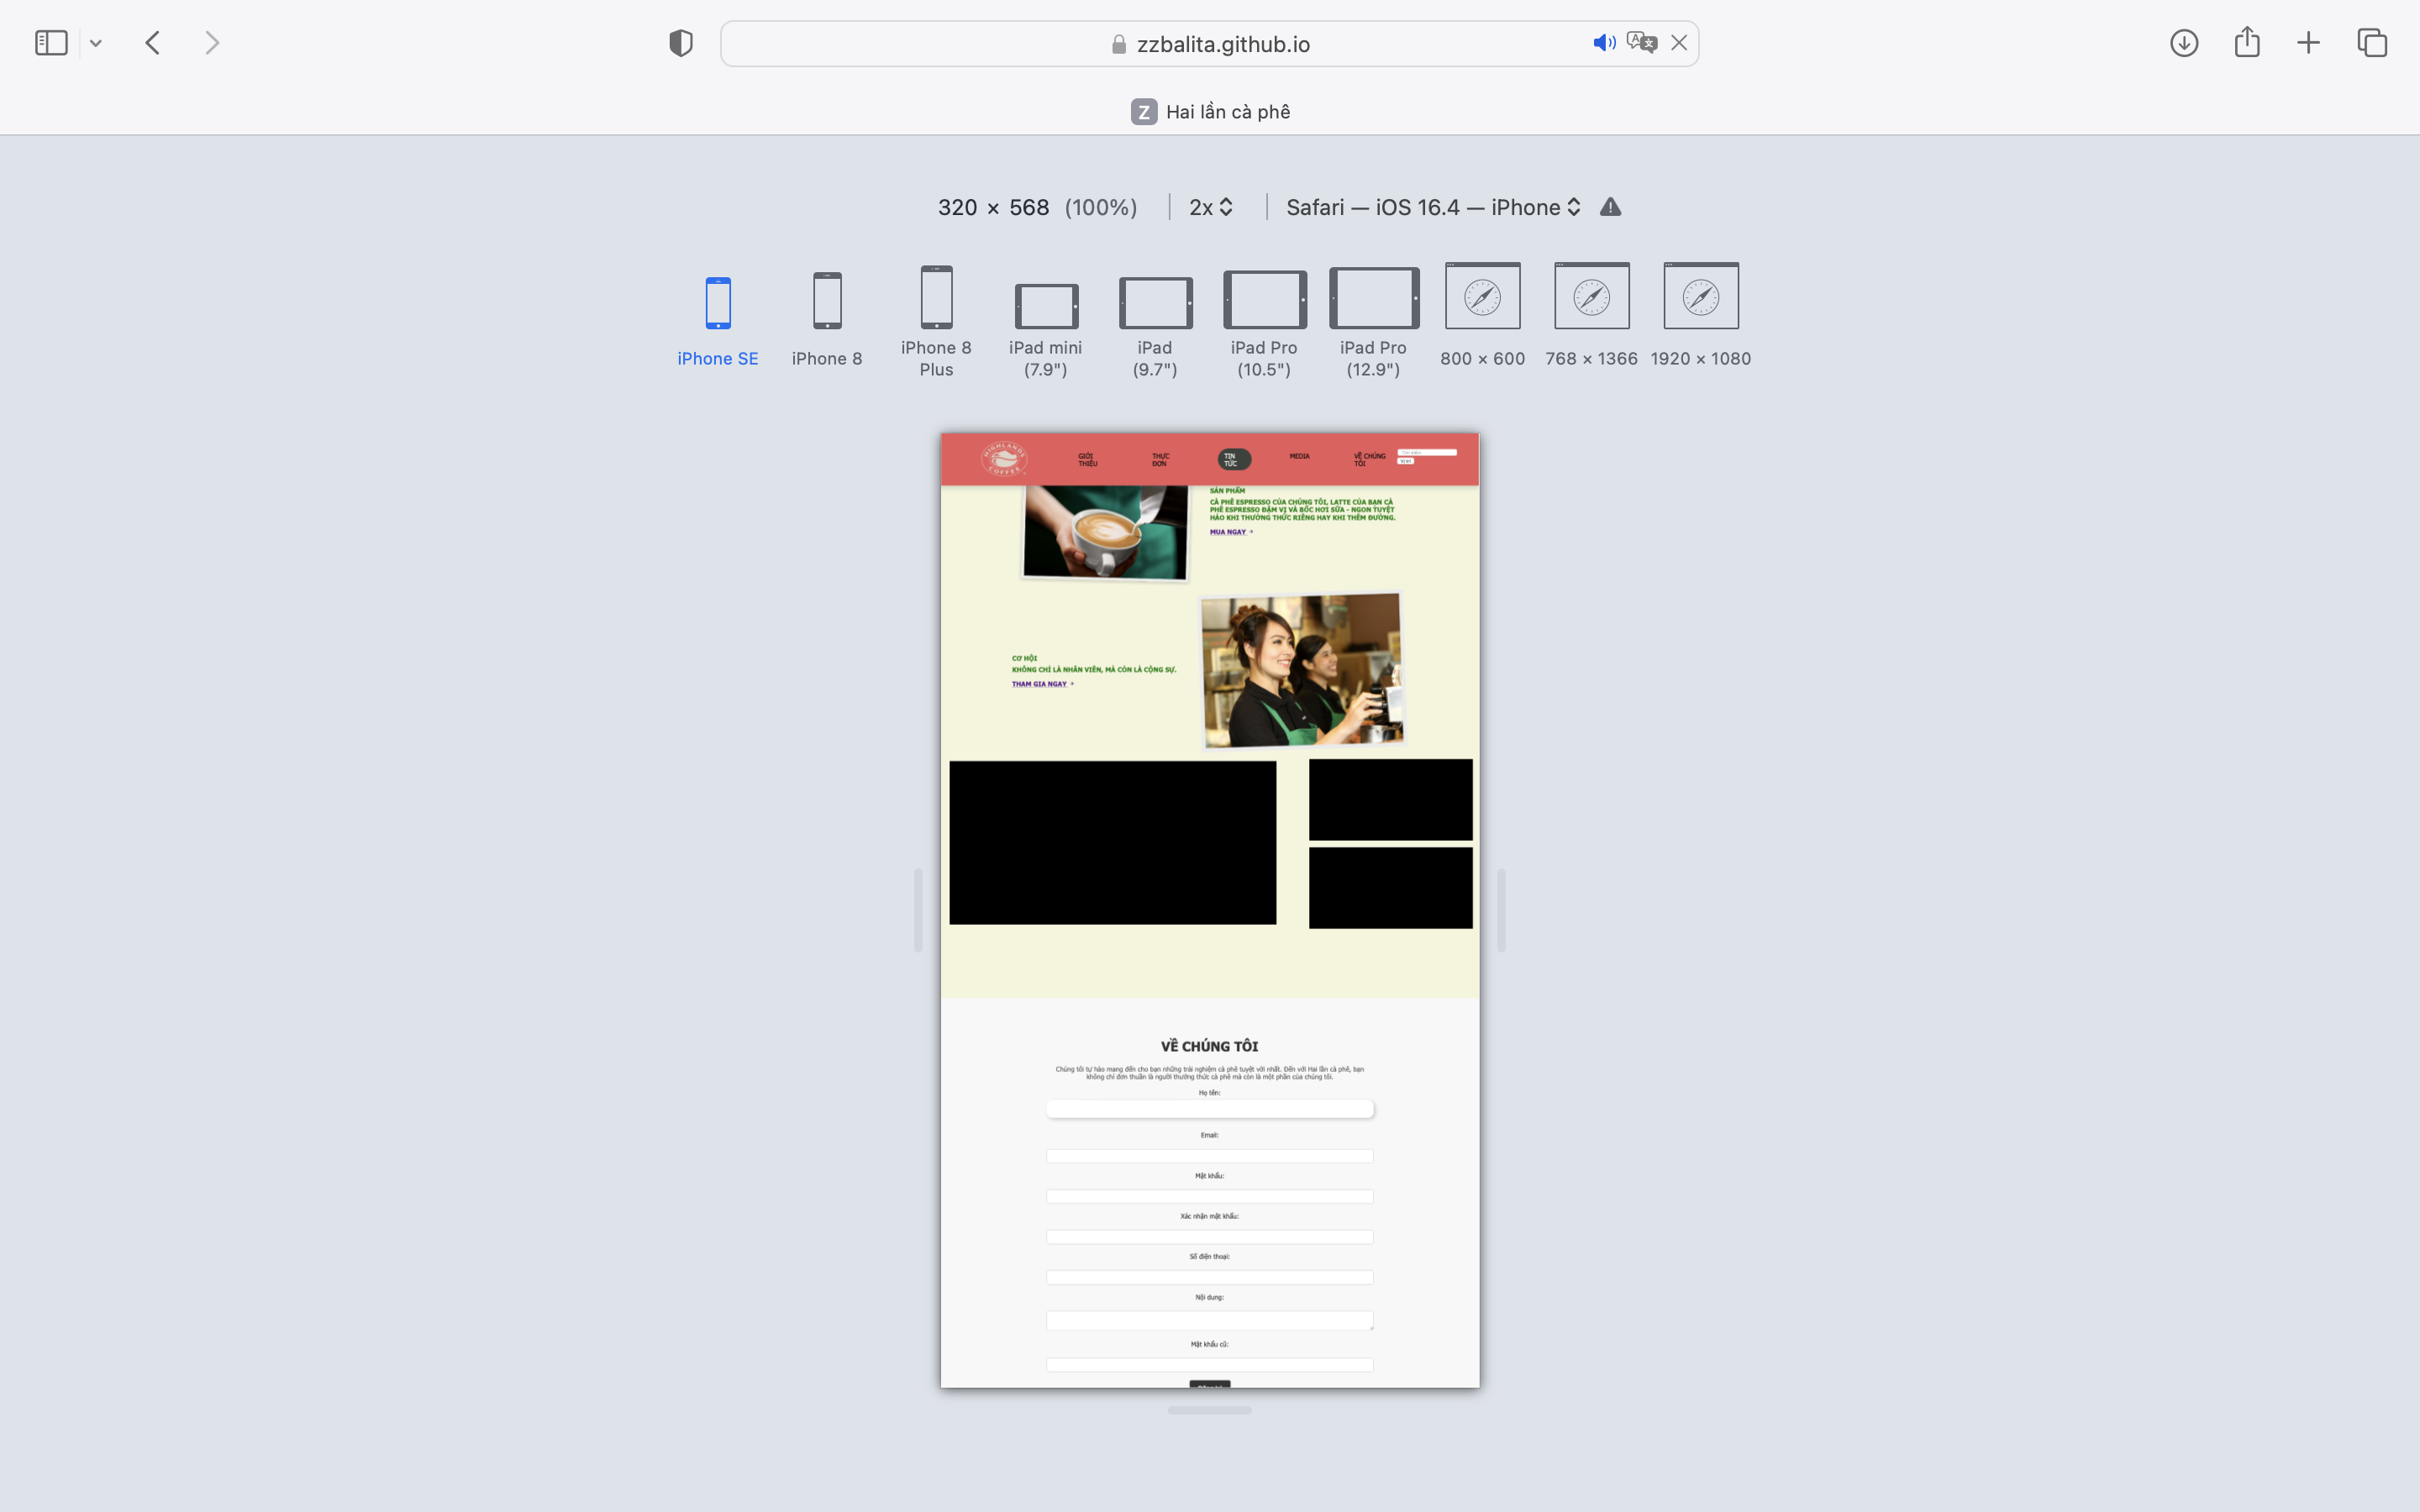 zzbalita.github.io
Z Hai lần cà phê
320 × 568 (100%) 2x Safari — iOS 16.4 — iPhone
iPhone SE
iPhone 8
iPhone 8
Plus
iPad mini
(7.9")
iPad
(9.7")
iPad Pro
(10.5")
iPad Pro
(12.9")
800 × 600
768 × 1366
1920 × 1080
HIGHLANDS
COFFEE
GIỚI
THIỆU
THỰC
ĐƠN
TIN
TỨC
MEDIA
VỀ CHÚNG
TÔI
SẢN PHẨM
CÀ PHÊ ESPRESSO CỦA CHÚNG TÔI, LATTE CỦA BẠN CÀ
PHÊ ESPRESSO ĐẬM VỊ VÀ BỐC HƠI SỮA - NGON TUYỆT
HẢO KHI THƯỞNG THỨC RIÊNG HAY KHI THÊM ĐƯỜNG.
MUA NGAY
CƠ HỘI
KHÔNG CHỈ LÀ NHÂN VIÊN, MÀ CÒN LÀ CỘNG SỰ.
THAM GIA NGAY
VỀ CHÚNG TÔI
Chúng tôi tự hào mang đến cho bạn những trải nghiệm cà phê tuyệt vời nhất. Đến với Hai lần cà phê, bạn
không chỉ đơn thuần là người thưởng thức cà phê mà còn là một phần của chúng tôi.
Họ tên:
Email:
Mật khẩu:
Xác nhận mật khẩu:
Số điện thoại:
Nội dung:
Mật khẩu cũ: